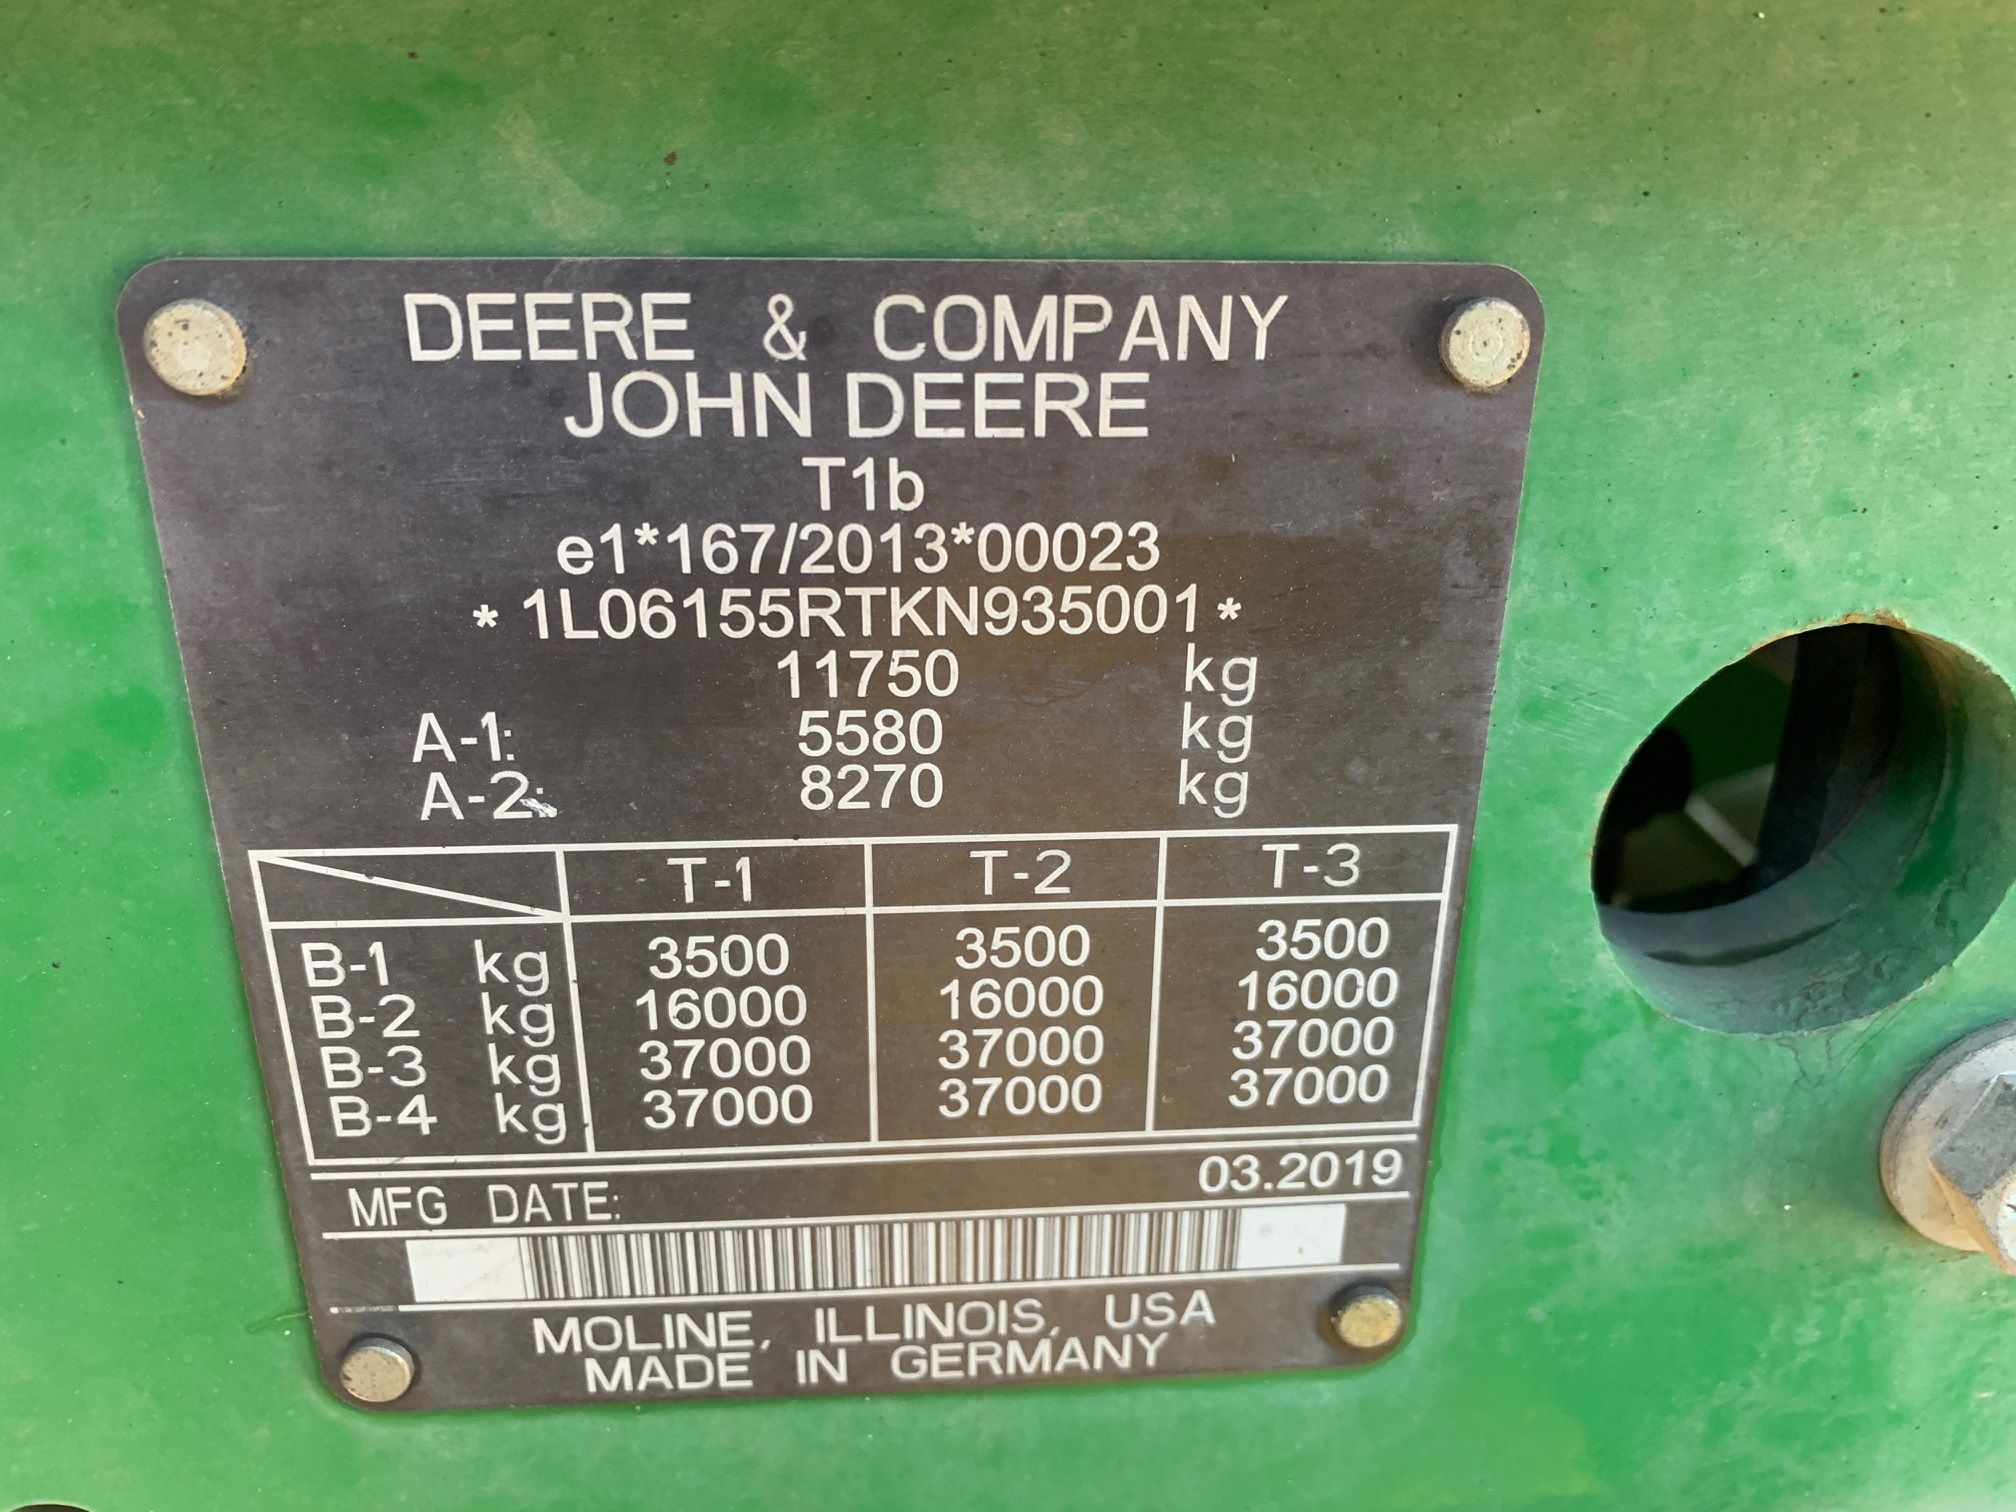 DEERE & COMPANY
JOHN DEERE
T1b
e1*167/2013*00023
* 1L06155RTKN935001 *
11750 kg
A-1: 5580 kg
A-2: 8270 kg
T-1 T-2 T-3
B-1 kg 3500 3500 3500
B-2 kg 16000 16000 16000
B-3 kg 37000 37000 37000
B-4 kg 37000 37000 37000
MFG DATE: 03.2019
MOLINE, ILLINOIS, USA
MADE IN GERMANY